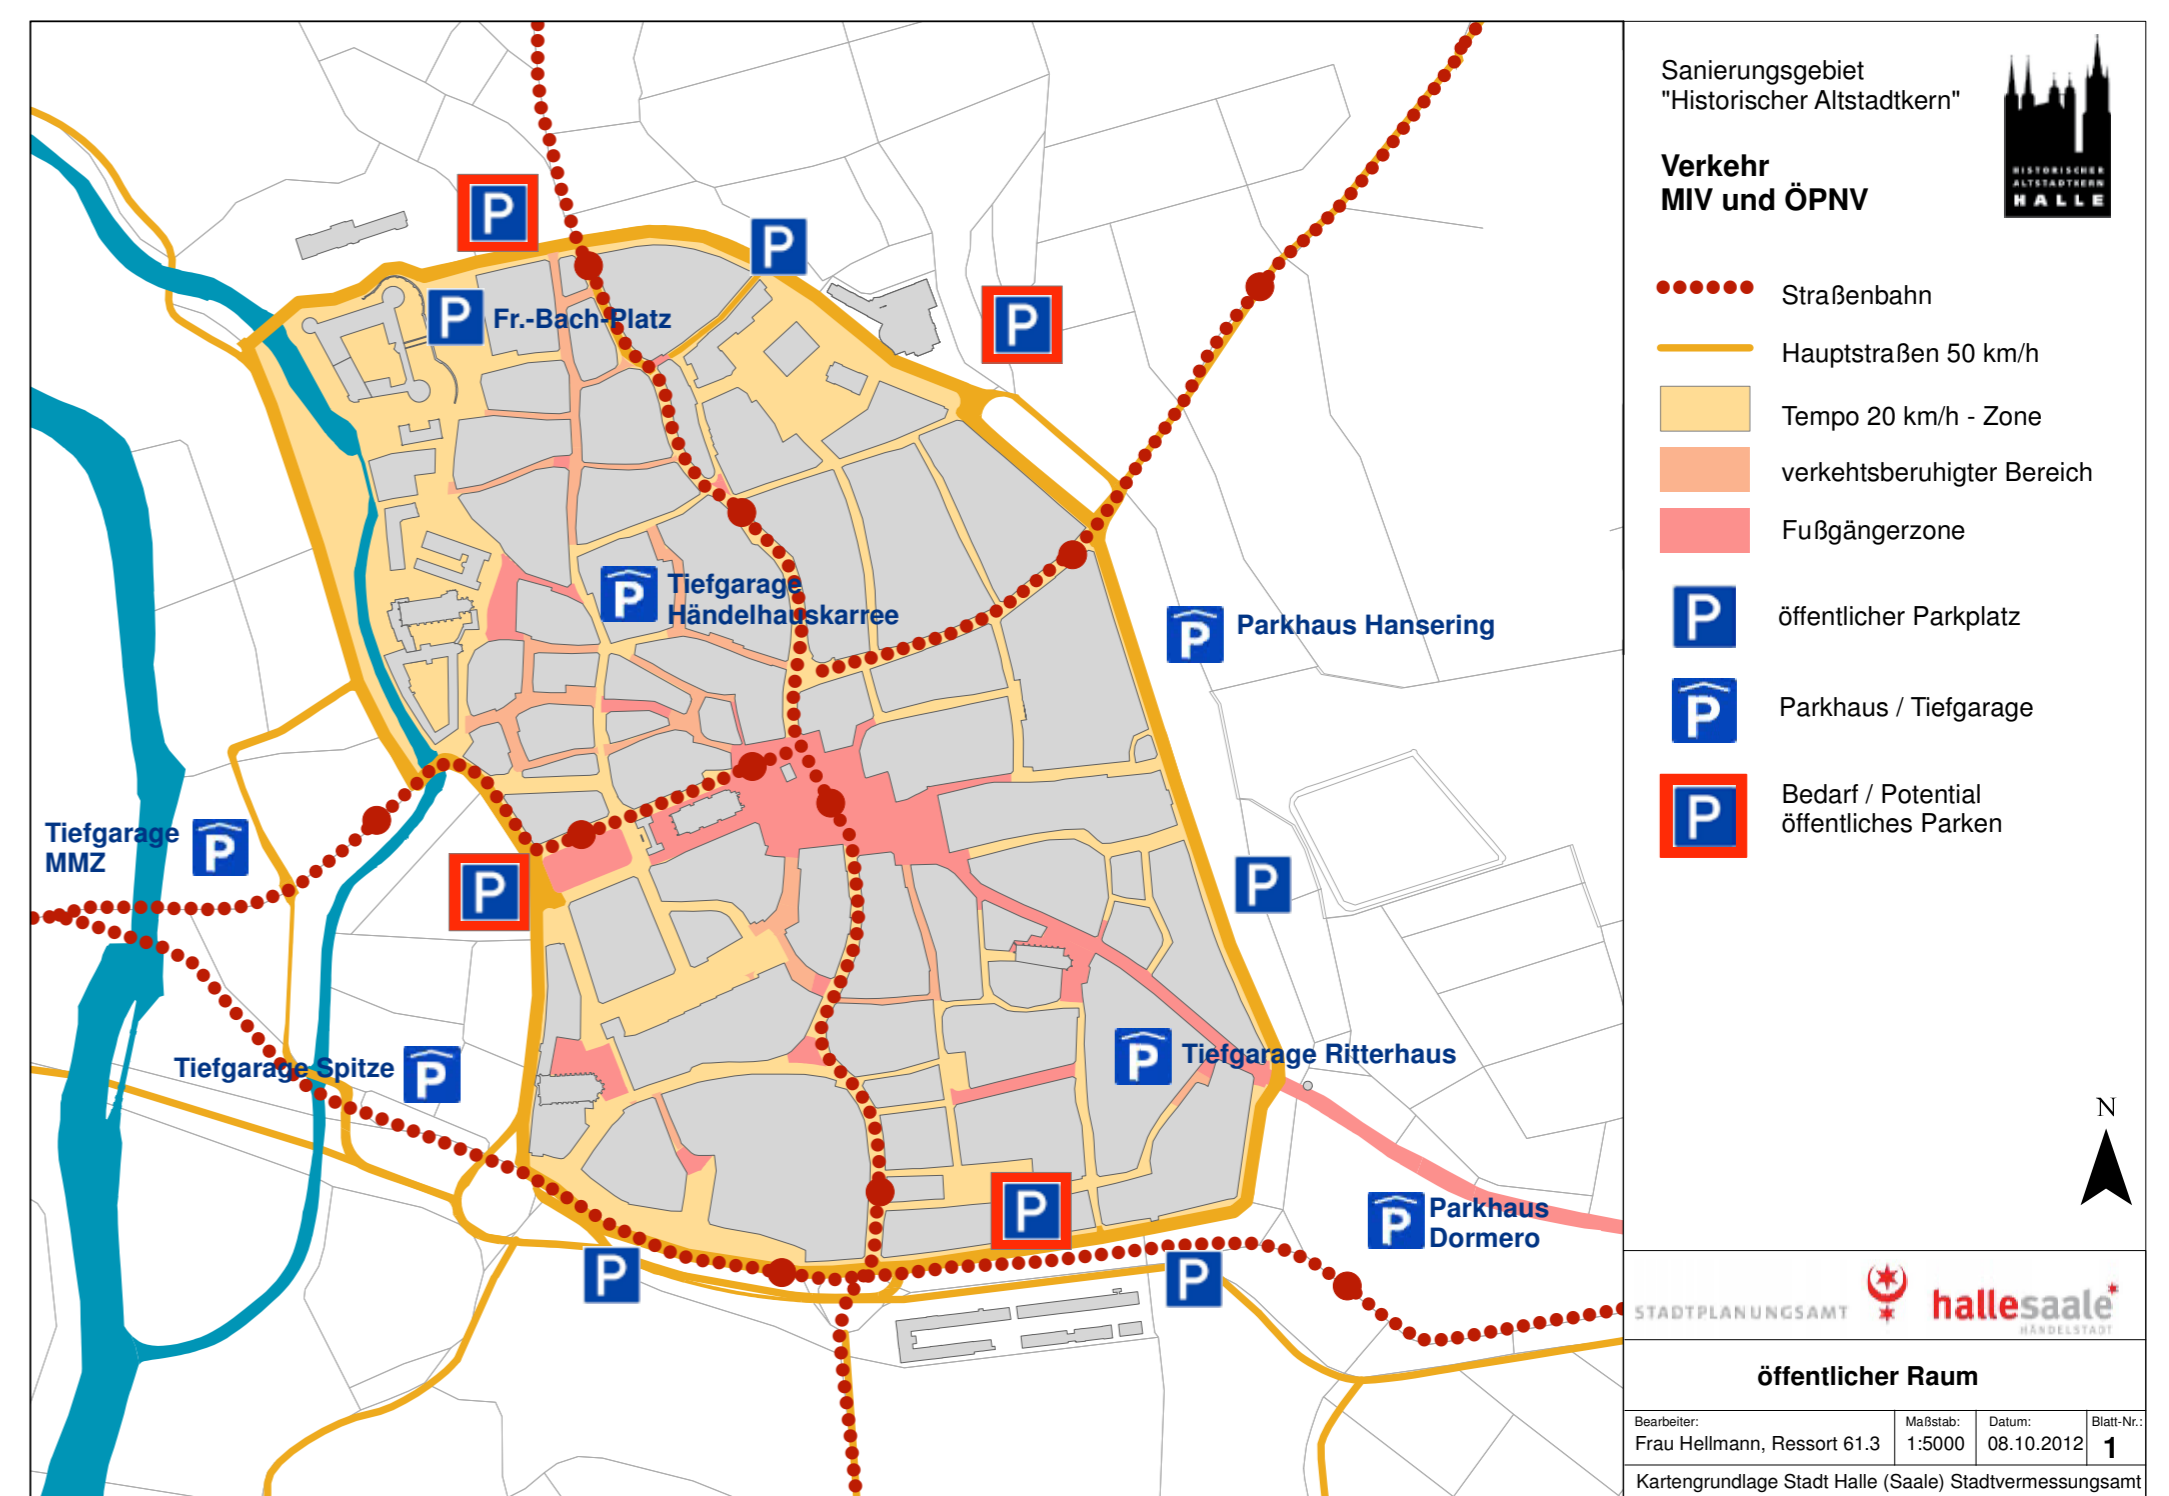 Sanierungsgebiet
"Historischer Altstadtkern"
Verkehr
MIV und ÖPNV
HISTORISCHER
ALTSTADTKERN
HALLE
Straßenbahn
Hauptstraßen 50 km/h
Tempo 20 km/h - Zone
verkehtsberuhigter Bereich
Fußgängerzone
P öffentlicher Parkplatz
P Parkhaus / Tiefgarage
P Bedarf / Potential
öffentliches Parken
P
P
P Fr.-Bach-Platz
P
P Tiefgarage
Händelhauskarree
P Parkhaus Hansering
Tiefgarage P
MMZ
P
P
Tiefgarage Spitze P
P Tiefgarage Ritterhaus
P
P Parkhaus
Dormero
P
P
N
STADTPLANUNGSAMT
hallesaale*
HÄNDELSTADT
öffentlicher Raum
Bearbeiter: Maßstab: Datum: Blatt-Nr.:
Frau Hellmann, Ressort 61.3 1:5000 08.10.2012 1
Kartengrundlage Stadt Halle (Saale) Stadtvermessungsamt